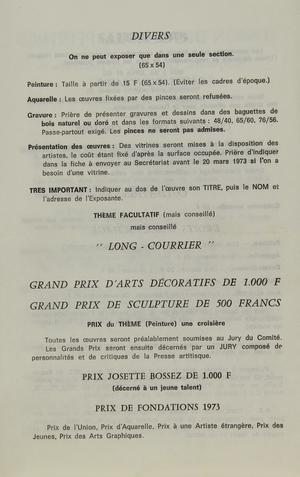 DIVERS
On ne peut exposer que dans une seule section.
(65 x 54)
Peinture : Taille à partir de 15 F (65 x 54). (Eviter les cadres d'époque.)
Aquarelle : Les œuvres fixées par des pinces seront refusées.
Gravure : Prière de présenter gravures et dessins dans des baguettes de
bois naturel ou doré et dans les formats suivants : 48/40, 65/60, 76/56.
Passe-partout exigé. Les pinces ne seront pas admises.
Présentation des œuvres : Des vitrines seront mises à la disposition des
artistes, le coût étant fixé d'après la surface occupée. Prière d'indiquer
dans la fiche à envoyer au Secrétariat avant le 20 mars 1973 si l'on a
besoin d'une vitrine.
TRES IMPORTANT : Indiquer au dos de l'œuvre son TITRE, puis le NOM et
l'adresse de l'Exposante.
THÈME FACULTATIF (mais conseillé)
mais conseillé
" LONG - COURRIER "
GRAND PRIX D'ARTS DÉCORATIFS DE 1.000 F
GRAND PRIX DE SCULPTURE DE 500 FRANCS
PRIX du THÈME (Peinture) une croisière
Toutes les œuvres seront préalablement soumises au Jury du Comité.
Les Grands Prix seront ensuite décernés par un JURY composé de
personnalités et de critiques de la Presse artitisque.
PRIX JOSETTE BOSSEZ DE 1.000 F
(décerné à un jeune talent)
PRIX DE FONDATIONS 1973
Prix de l'Union, Prix d'Aquarelle, Prix à une Artiste étrangère, Prix des
Jeunes, Prix des Arts Graphiques.